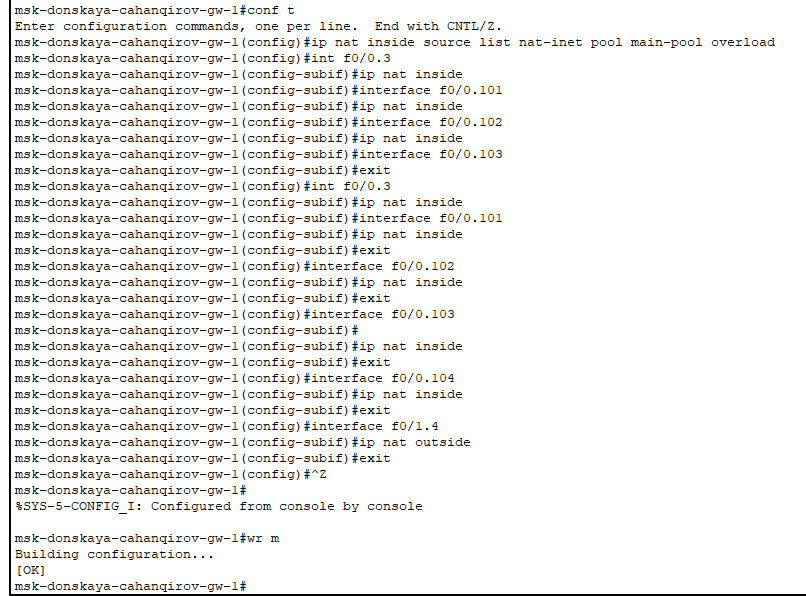 msk-donskaya-cahanqirov-gw-1#conf t
Enter configuration commands, one per line.  End with CNTL/Z.
msk-donskaya-cahanqirov-gw-1(config)#ip nat inside source list nat-inet pool main-pool overload
msk-donskaya-cahanqirov-gw-1(config)#int f0/0.3
msk-donskaya-cahanqirov-gw-1(config-subif)#ip nat inside
msk-donskaya-cahanqirov-gw-1(config-subif)#interface f0/0.101
msk-donskaya-cahanqirov-gw-1(config-subif)#ip nat inside
msk-donskaya-cahanqirov-gw-1(config-subif)#interface f0/0.102
msk-donskaya-cahanqirov-gw-1(config-subif)#ip nat inside
msk-donskaya-cahanqirov-gw-1(config-subif)#interface f0/0.103
msk-donskaya-cahanqirov-gw-1(config-subif)#exit
msk-donskaya-cahanqirov-gw-1(config)#int f0/0.3
msk-donskaya-cahanqirov-gw-1(config-subif)#ip nat inside
msk-donskaya-cahanqirov-gw-1(config-subif)#interface f0/0.101
msk-donskaya-cahanqirov-gw-1(config-subif)#ip nat inside
msk-donskaya-cahanqirov-gw-1(config-subif)#exit
msk-donskaya-cahanqirov-gw-1(config)#interface f0/0.102
msk-donskaya-cahanqirov-gw-1(config-subif)#ip nat inside
msk-donskaya-cahanqirov-gw-1(config-subif)#exit
msk-donskaya-cahanqirov-gw-1(config)#interface f0/0.103
msk-donskaya-cahanqirov-gw-1(config-subif)#
msk-donskaya-cahanqirov-gw-1(config-subif)#ip nat inside
msk-donskaya-cahanqirov-gw-1(config-subif)#exit
msk-donskaya-cahanqirov-gw-1(config)#interface f0/0.104
msk-donskaya-cahanqirov-gw-1(config-subif)#ip nat inside
msk-donskaya-cahanqirov-gw-1(config-subif)#exit
msk-donskaya-cahanqirov-gw-1(config)#interface f0/1.4
msk-donskaya-cahanqirov-gw-1(config-subif)#ip nat outside
msk-donskaya-cahanqirov-gw-1(config-subif)#exit
msk-donskaya-cahanqirov-gw-1(config)#^Z
msk-donskaya-cahanqirov-gw-1#
%SYS-5-CONFIG_I: Configured from console by console
msk-donskaya-cahanqirov-gw-1#wr m
Building configuration...
[OK]
msk-donskaya-cahanqirov-gw-1#